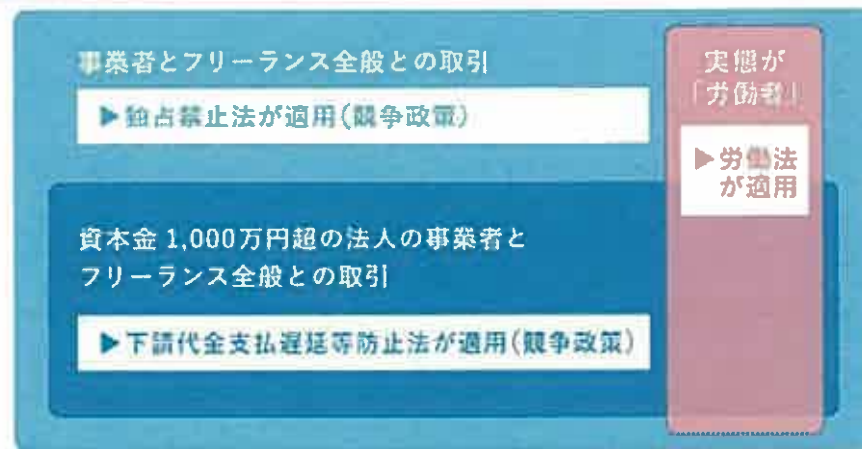 事業者とフリーランス全般との取引
▶独占禁止法が適用(競争政策)
実態が
「労働者」
▶労働法
が適用
資本金1,000万円超の法人の事業者と
フリーランス全般との取引
▶下請代金支払遅延等防止法が適用(競争政策)